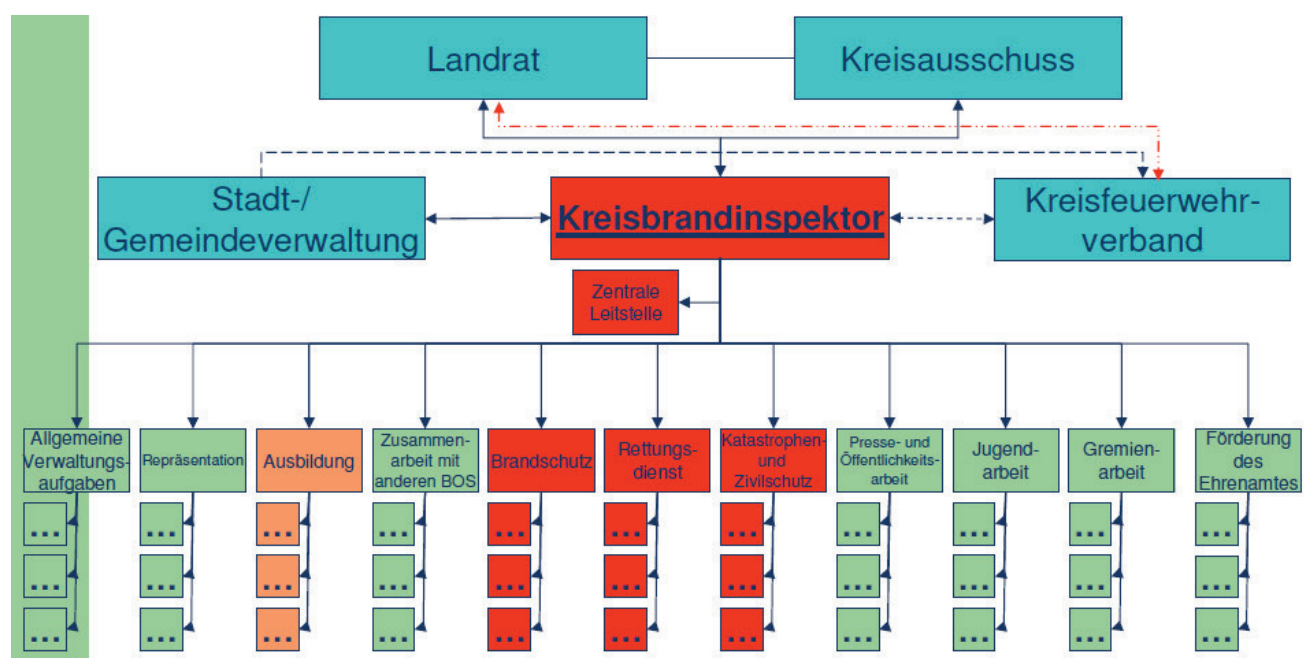 Landrat
Kreisausschuss
Stadt-/
Gemeindeverwaltung
Kreisbrandinspektor
Kreisfeuerwehr-
verband
Zentrale
Leitstelle
Allgemeine
Verwaltungs-
aufgaben
Repräsentation
Ausbildung
Zusammen-
arbeit mit
anderen BOS
Brandschutz
Rettungs-
dienst
Katastrophen-
und
Zivilschutz
Presse- und
Öffentlichkeits-
arbeit
Jugend-
arbeit
Gremien-
arbeit
Förderung
des
Ehrenamtes
... ... ... ... ... ... ... ... ... ... ...
... ... ... ... ... ... ... ... ... ... ...
... ... ... ... ... ... ... ... ... ... ...